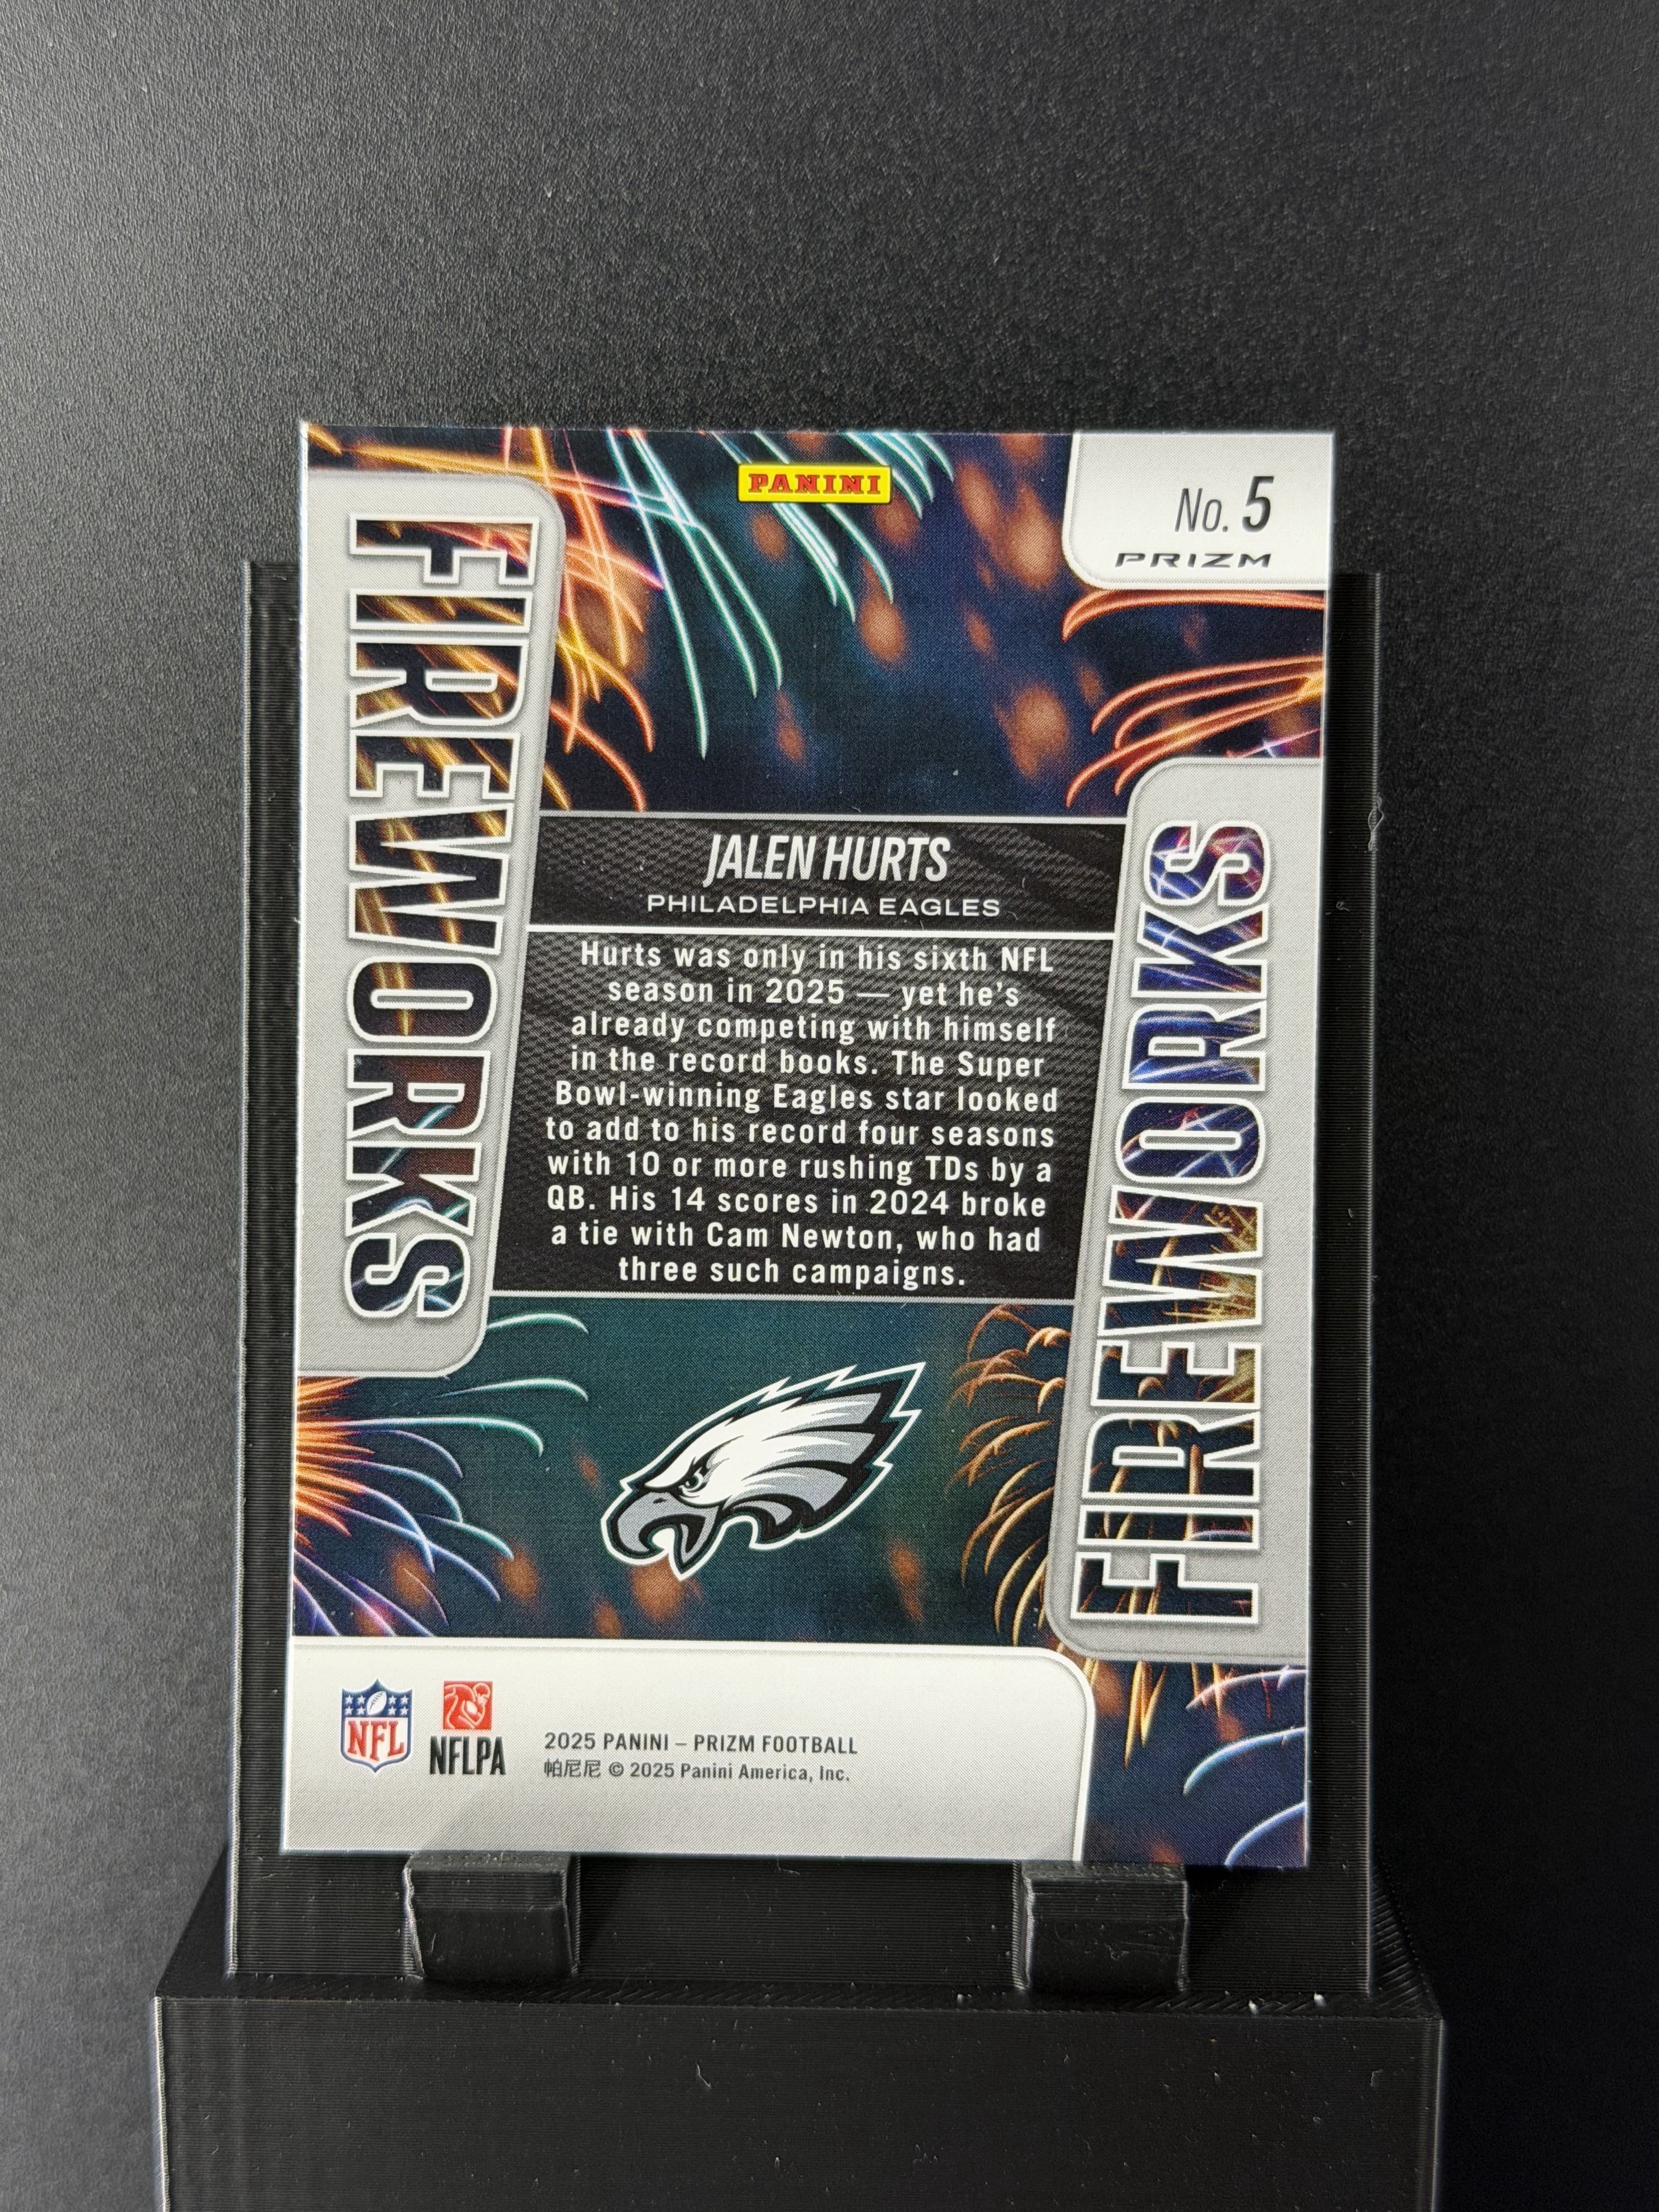 PANINI
No. 5
PRIZM
FIREWORKS
JALEN HURTS
PHILADELPHIA EAGLES
Hurts was only in his sixth NFL
season in 2025 — yet he's
already competing with himself
in the record books. The Super
Bowl-winning Eagles star looked
to add to his record four seasons
with 10 or more rushing TDs by a
QB. His 14 scores in 2024 broke
a tie with Cam Newton, who had
three such campaigns.
FIREWORKS
NFL
NFLPA
2025 PANINI – PRIZM FOOTBALL
帕尼尼 © 2025 Panini America, Inc.